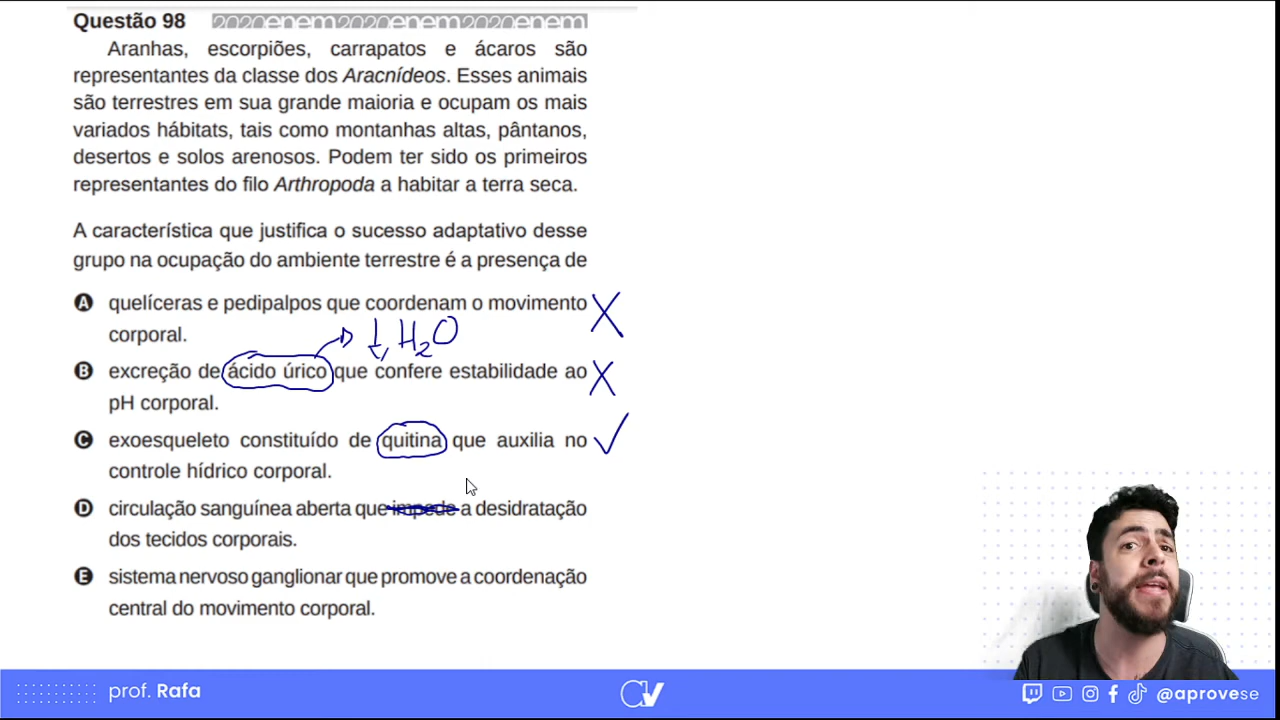 Questão 98 2020enem2020enem2020enem
Aranhas, escorpiões, carrapatos e ácaros são
representantes da classe dos Aracnídeos. Esses animais
são terrestres em sua grande maioria e ocupam os mais
variados hábitats, tais como montanhas altas, pântanos,
desertos e solos arenosos. Podem ter sido os primeiros
representantes do filo Arthropoda a habitar a terra seca.
A característica que justifica o sucesso adaptativo desse
grupo na ocupação do ambiente terrestre é a presença de
A quelíceras e pedipalpos que coordenam o movimento X
corporal.
↓ H₂O
B excreção de ácido úrico que confere estabilidade ao X
pH corporal.
C exoesqueleto constituído de quitina que auxilia no ✓
controle hídrico corporal.
D circulação sanguínea aberta que impede a desidratação
dos tecidos corporais.
E sistema nervoso ganglionar que promove a coordenação
central do movimento corporal.
prof. Rafa
@aprovese